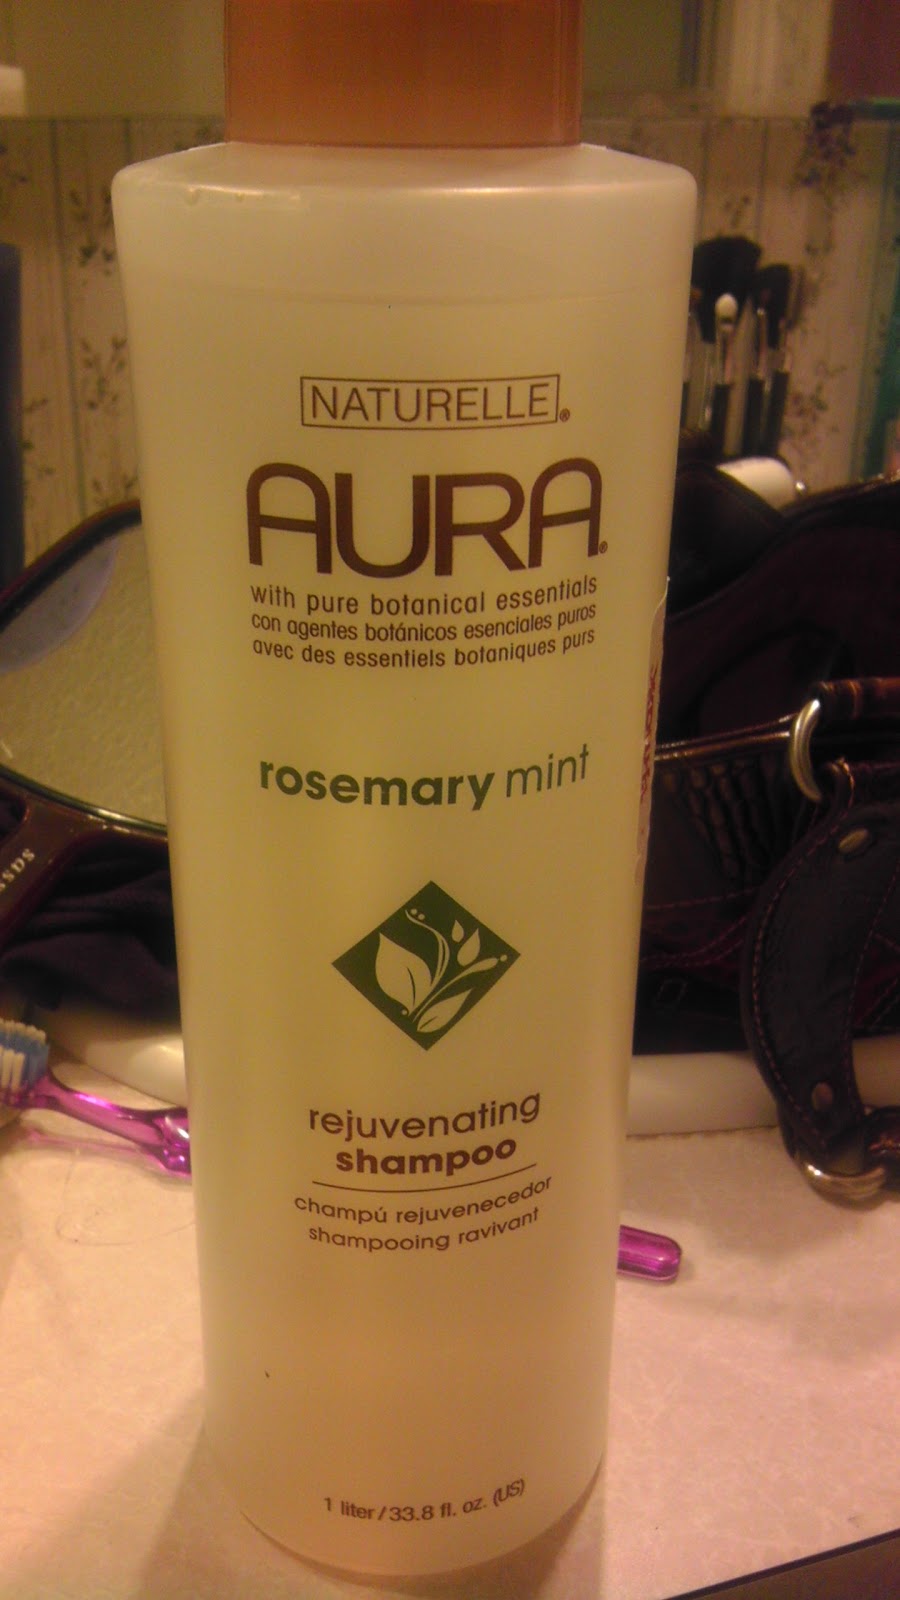 NATURELLE®
AURA®
with pure botanical essentials
con agentes botánicos esenciales puros
avec des essentiels botaniques purs
rosemary mint
rejuvenating
shampoo
champú rejuvenecedor
shampooing ravivant
1 liter / 33.8 fl. oz. (US)